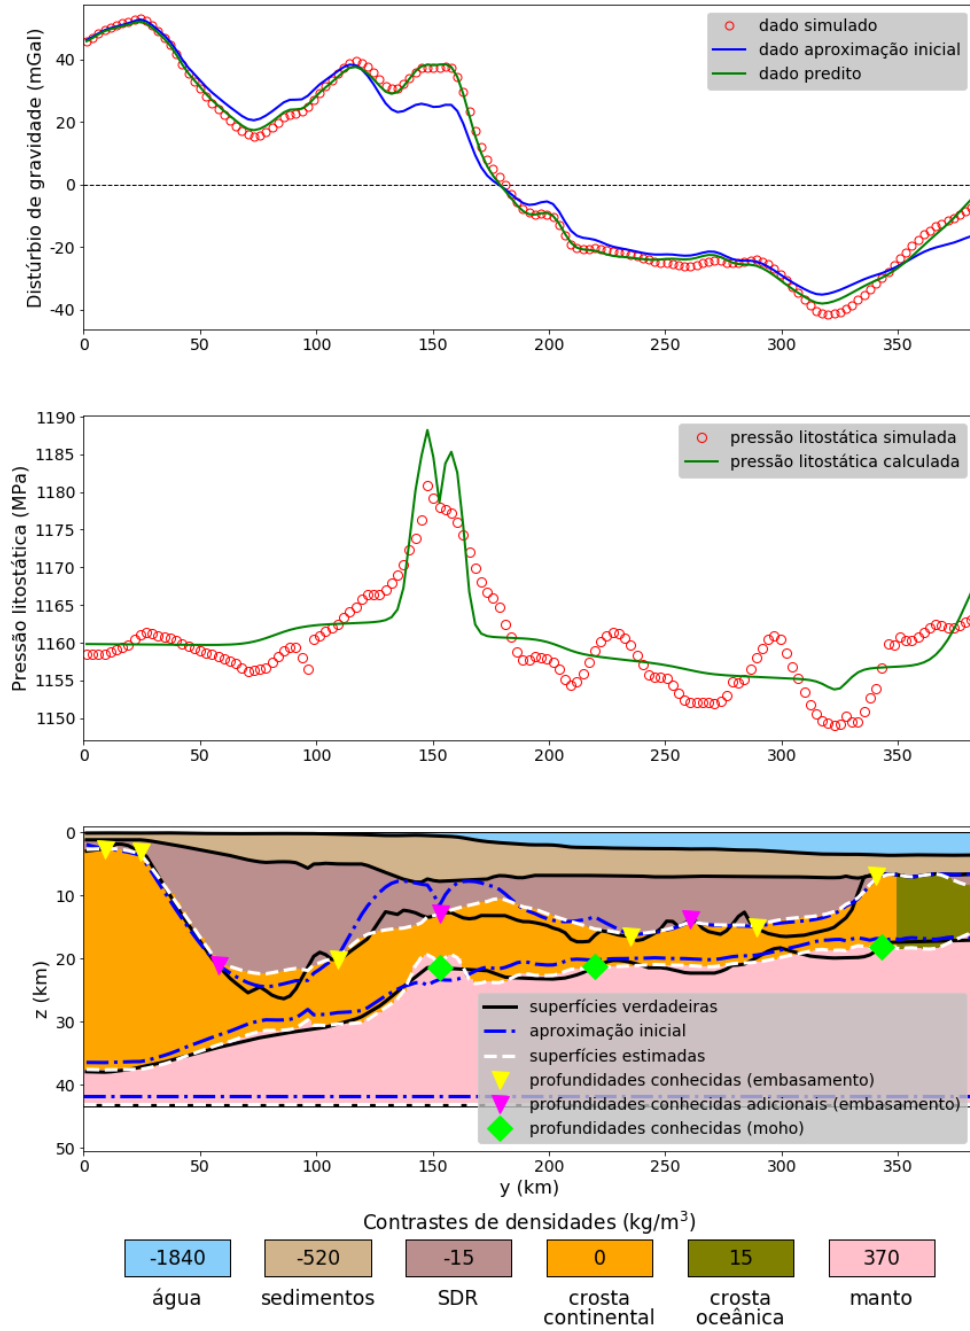 dado simulado
dado aproximação inicial
dado predito
Distúrbio de gravidade (mGal)
40
20
0
-20
-40
0 50 100 150 200 250 300 350
pressão litostática simulada
pressão litostática calculada
Pressão litostática (MPa)
1190
1185
1180
1175
1170
1165
1160
1155
1150
0 50 100 150 200 250 300 350
z (km)
0
10
20
30
40
50
superfícies verdadeiras
aproximação inicial
superfícies estimadas
profundidades conhecidas (embasamento)
profundidades conhecidas adicionais (embasamento)
profundidades conhecidas (moho)
0 50 100 150 200 250 300 350
y (km)
Contrastes de densidades (kg/m³)
-1840 -520 -15 0 15 370
água sedimentos SDR crosta continental crosta oceânica manto